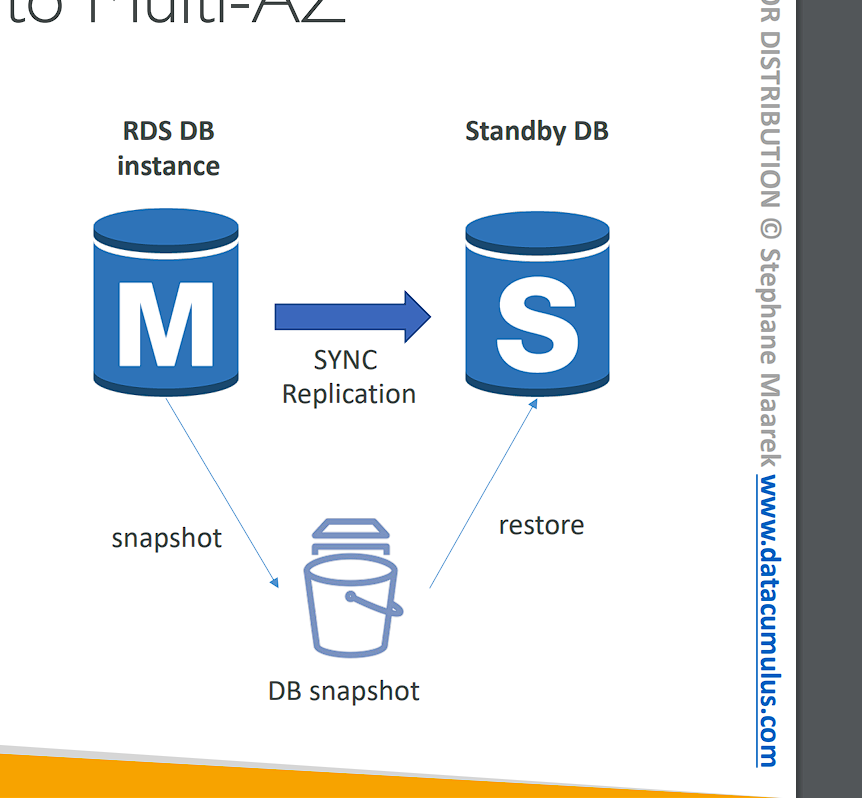 to Multi-AZ
RDS DB
instance
Standby DB
M
S
SYNC
Replication
snapshot
restore
DB snapshot
OR DISTRIBUTION © Stephane Maarek www.datacumulus.com